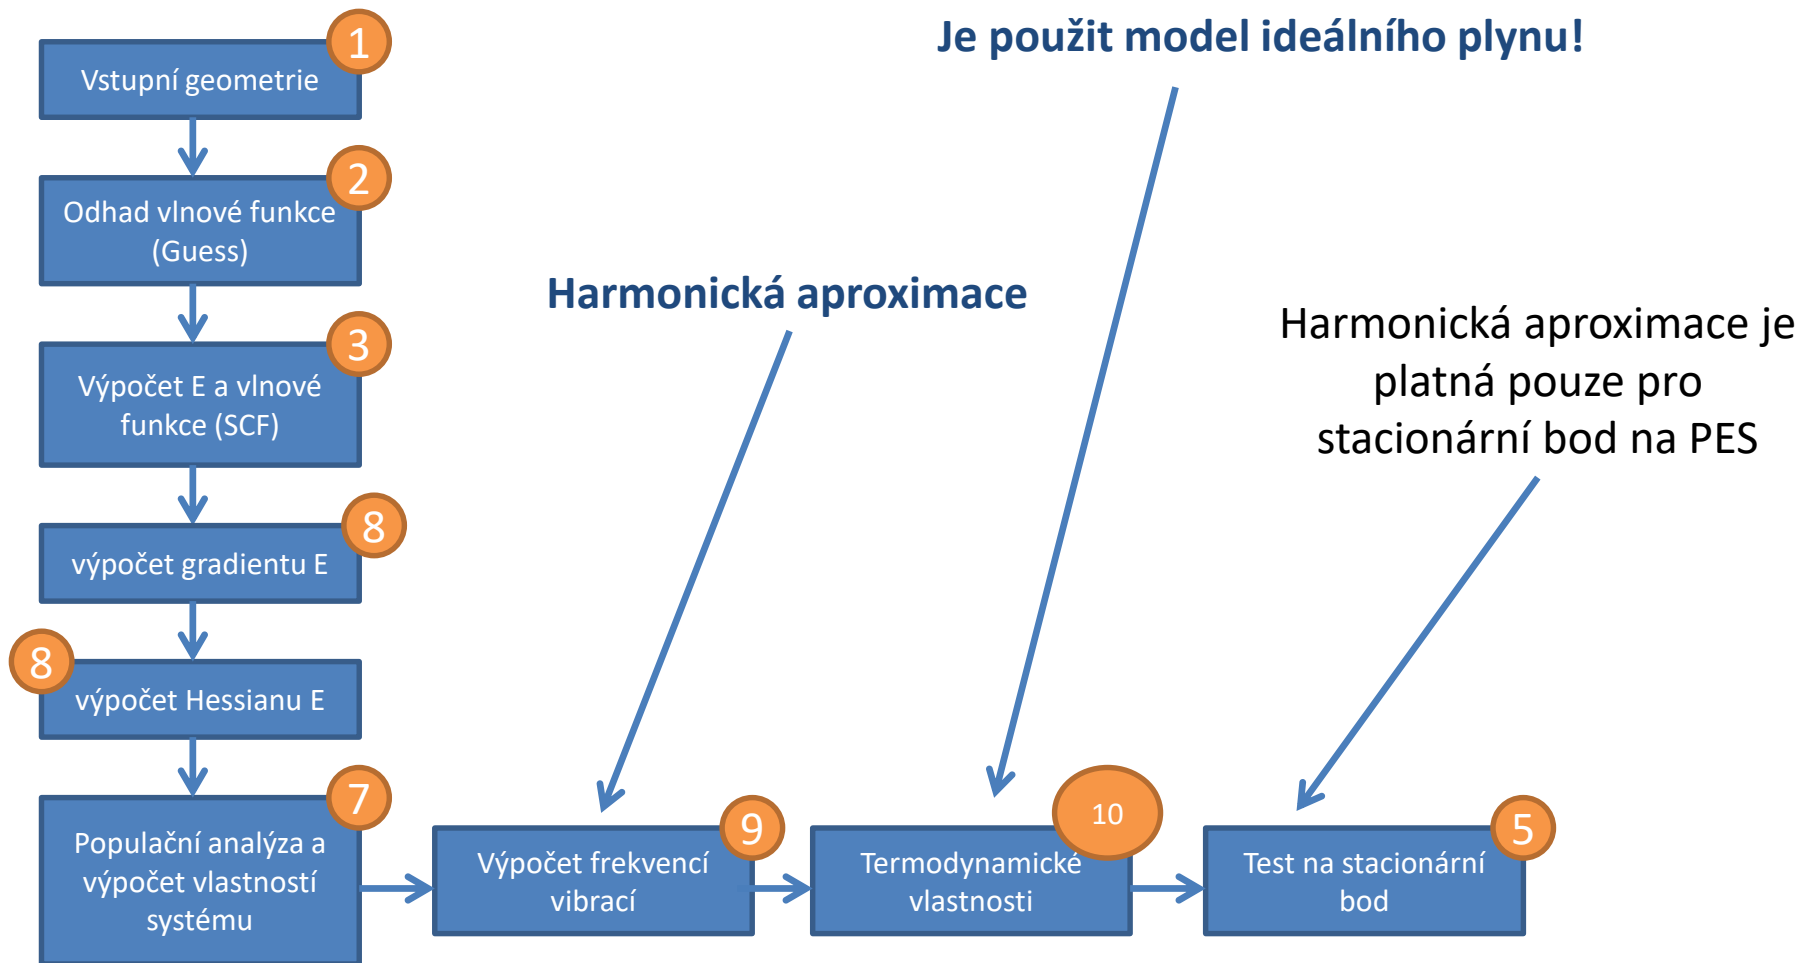 1
Vstupní geometrie
2
Odhad vlnové funkce
(Guess)
3
Výpočet E a vlnové
funkce (SCF)
8
výpočet gradientu E
8
výpočet Hessianu E
7
Populační analýza a
výpočet vlastností
systému
Harmonická aproximace
9
Výpočet frekvencí
vibrací
Je použit model ideálního plynu!
10
Termodynamické
vlastnosti
Harmonická aproximace je
platná pouze pro
stacionární bod na PES
5
Test na stacionární
bod